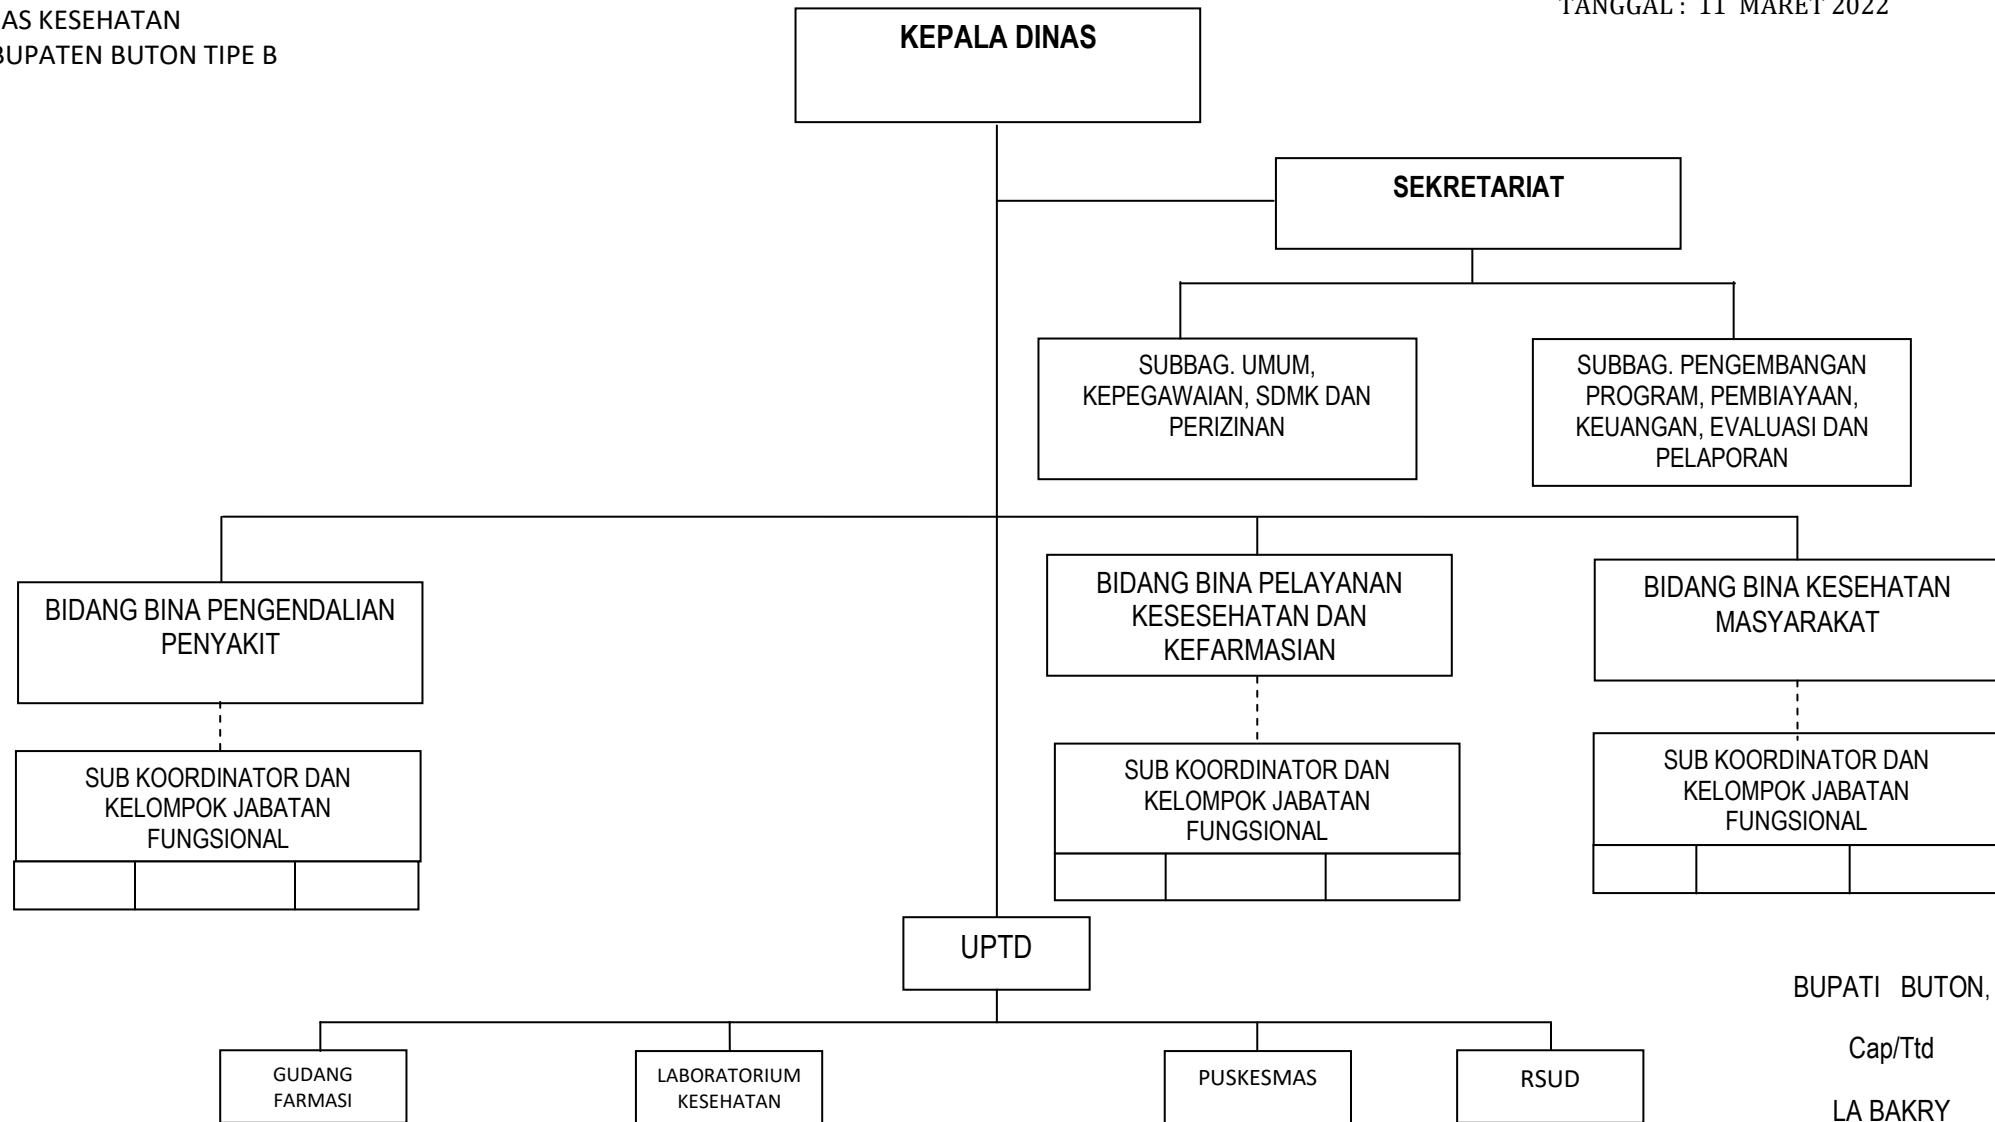 AS KESEHATAN
BUPATEN BUTON TIPE B
TANGGAL : 11 MARET 2022
KEPALA DINAS
SEKRETARIAT
SUBBAG. UMUM,
KEPEGAWAIAN, SDMK DAN
PERIZINAN
SUBBAG. PENGEMBANGAN
PROGRAM, PEMBIAYAAN,
KEUANGAN, EVALUASI DAN
PELAPORAN
BIDANG BINA PENGENDALIAN
PENYAKIT
BIDANG BINA PELAYANAN
KESESEHATAN DAN
KEFARMASIAN
BIDANG BINA KESEHATAN
MASYARAKAT
SUB KOORDINATOR DAN
KELOMPOK JABATAN
FUNGSIONAL
SUB KOORDINATOR DAN
KELOMPOK JABATAN
FUNGSIONAL
SUB KOORDINATOR DAN
KELOMPOK JABATAN
FUNGSIONAL
UPTD
GUDANG
FARMASI
LABORATORIUM
KESEHATAN
PUSKESMAS
RSUD
BUPATI BUTON,
Cap/Ttd
LA BAKRY